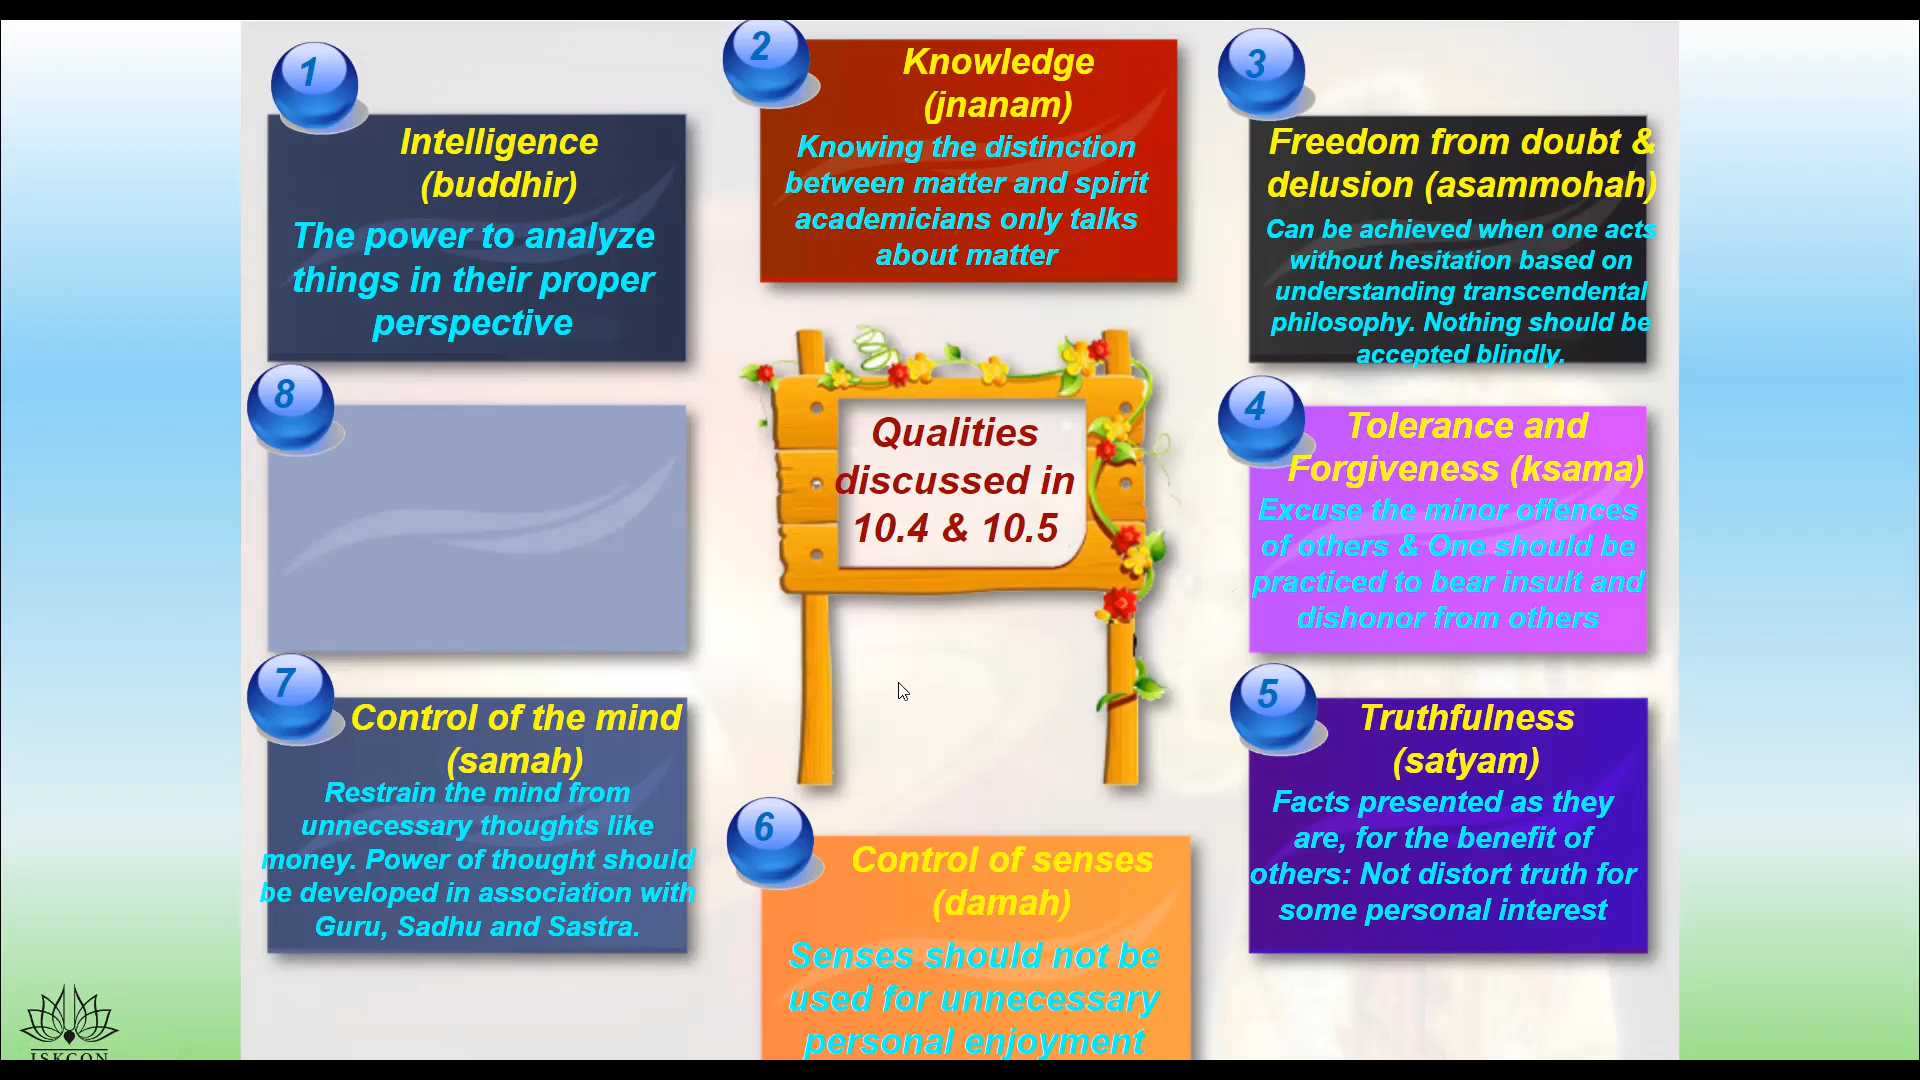 1
Intelligence
(buddhir)
The power to analyze
things in their proper
perspective
2
Knowledge
(jnanam)
Knowing the distinction
between matter and spirit
academicians only talks
about matter
3
Freedom from doubt &
delusion (asammohah)
Can be achieved when one acts
without hesitation based on
understanding transcendental
philosophy. Nothing should be
accepted blindly.
Qualities
discussed in
10.4 & 10.5
4
Tolerance and
Forgiveness (ksama)
Excuse the minor offences
of others & One should be
practiced to bear insult and
dishonor from others
5
Truthfulness
(satyam)
Facts presented as they
are, for the benefit of
others: Not distort truth for
some personal interest
6
Control of senses
(damah)
Senses should not be
used for unnecessary
personal enjoyment
7
Control of the mind
(samah)
Restrain the mind from
unnecessary thoughts like
money. Power of thought should
be developed in association with
Guru, Sadhu and Sastra.
8
ISKCON